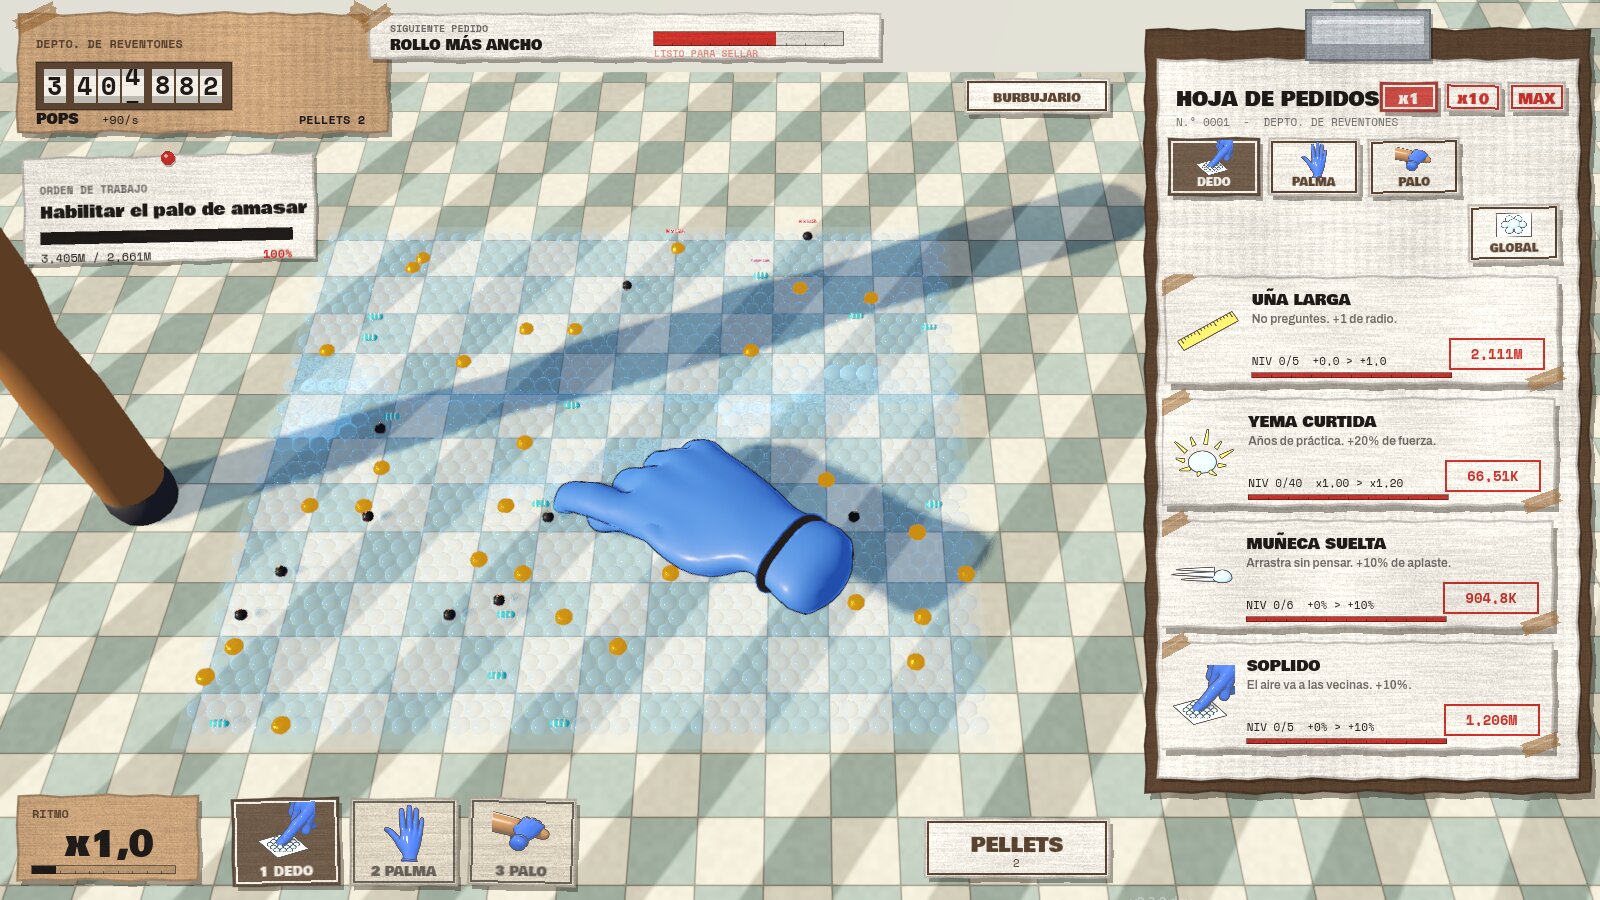 DEPTO. DE REVENTONES
3 404 882
POPS +90/s PELLETS 2
SIGUIENTE PEDIDO
ROLLO MÁS ANCHO
LISTO PARA SELLAR
BURBUJARIO
ORDEN DE TRABAJO
Habilitar el palo de amasar
3,405M / 2,661M 100%
HOJA DE PEDIDOS x1 x10 MAX
N.° 0001 - DEPTO. DE REVENTONES
DEDO PALMA PALO
GLOBAL
UÑA LARGA
No preguntes. +1 de radio.
NIV 0/5 +0,0 > +1,0 2,111M
YEMA CURTIDA
Años de práctica. +20% de fuerza.
NIV 0/40 x1,00 > x1,20 66,51K
MUÑECA SUELTA
Arrastra sin pensar. +10% de aplaste.
NIV 0/6 +0% > +10% 904,8K
SOPLIDO
El aire va a las vecinas. +10%.
NIV 0/5 +0% > +10% 1,206M
RITMO
x1,0
1 DEDO 2 PALMA 3 PALO
PELLETS
2